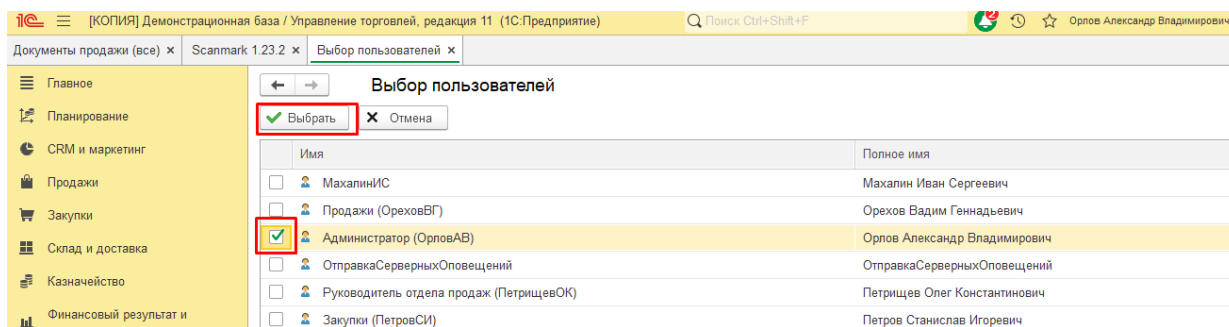 1С [КОПИЯ] Демонстрационная база / Управление торговлей, редакция 11 (1С:Предприятие) Поиск Ctrl+Shift+F Орлов Александр Владимирович
Документы продажи (все) × Scanmark 1.23.2 × Выбор пользователей ×
Главное
Планирование
CRM и маркетинг
Продажи
Закупки
Склад и доставка
Казначейство
Финансовый результат и
Выбор пользователей
Выбрать Отмена
Имя Полное имя
МахалинИС Махалин Иван Сергеевич
Продажи (ОреховВГ) Орехов Вадим Геннадьевич
Администратор (ОрловАВ) Орлов Александр Владимирович
ОтправкаСерверныхОповещений ОтправкаСерверныхОповещений
Руководитель отдела продаж (ПетрищевОК) Петрищев Олег Константинович
Закупки (ПетровСИ) Петров Станислав Игоревич